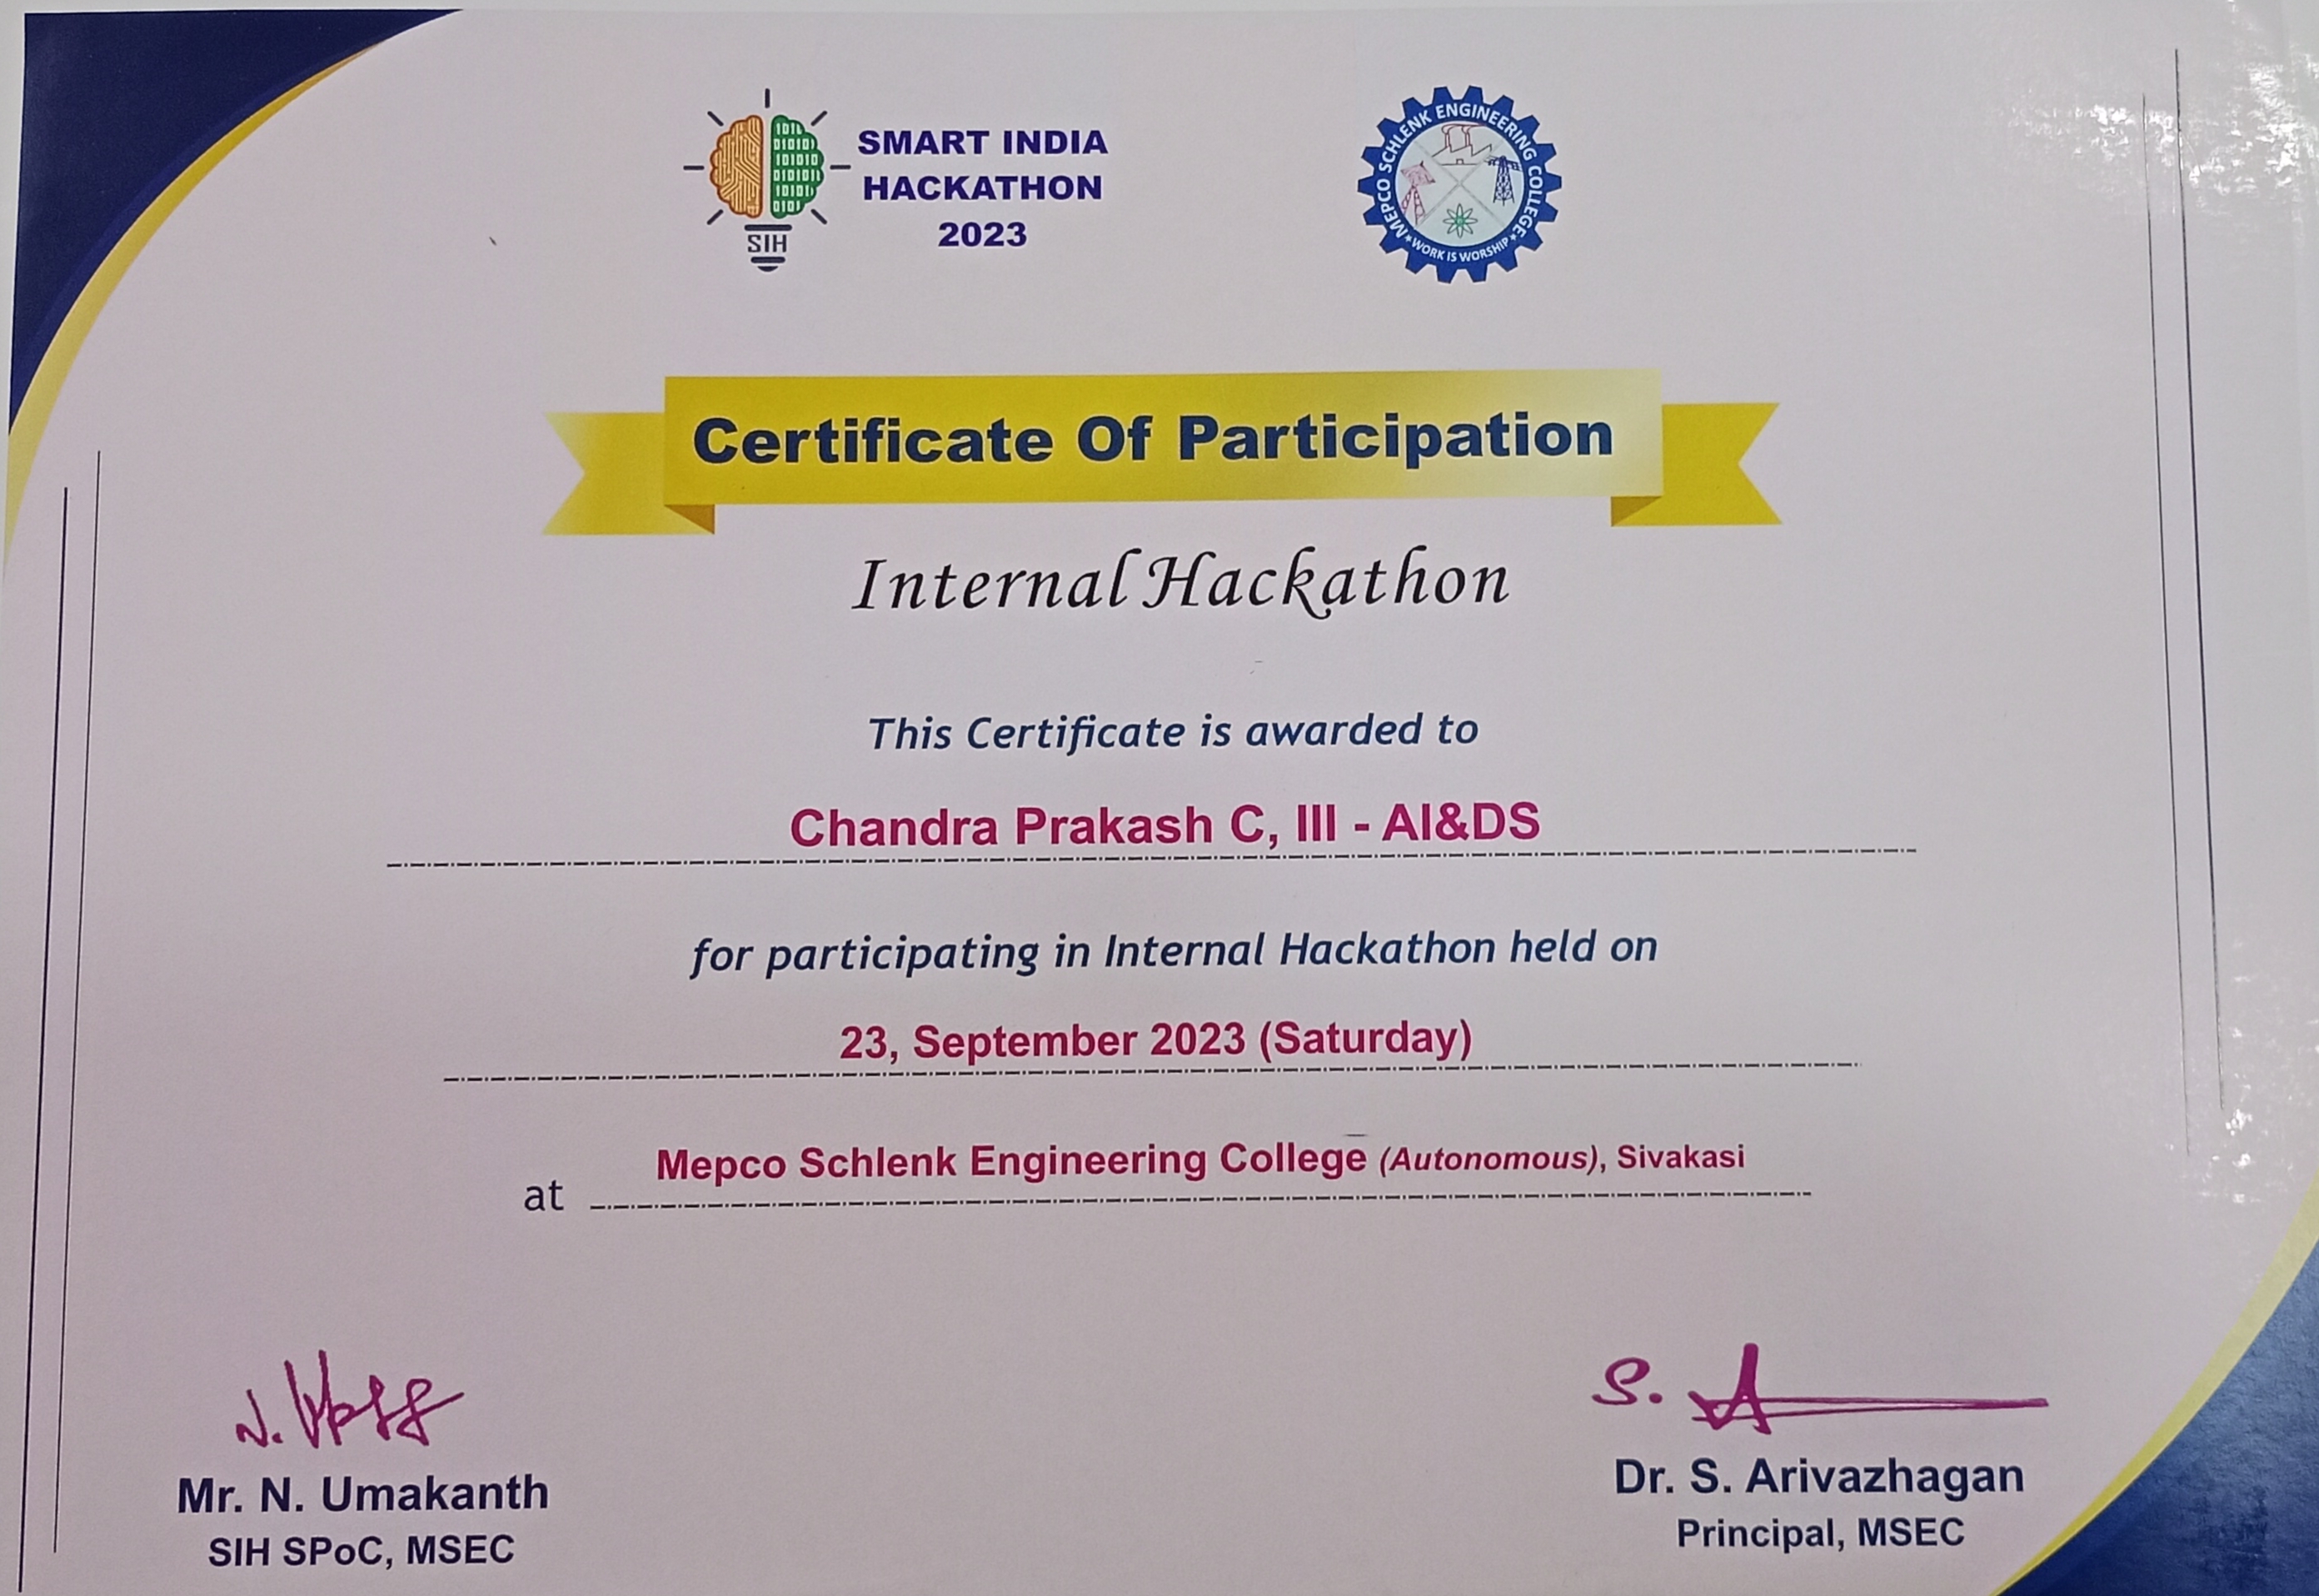 SMART INDIA
HACKATHON
2023
SIH
MEPCO SCHLENK ENGINEERING COLLEGE
* WORK IS WORSHIP *
Certificate Of Participation
Internal Hackathon
This Certificate is awarded to
Chandra Prakash C, III - AI&DS
for participating in Internal Hackathon held on
23, September 2023 (Saturday)
at Mepco Schlenk Engineering College (Autonomous), Sivakasi
Mr. N. Umakanth
SIH SPoC, MSEC
S.
Dr. S. Arivazhagan
Principal, MSEC